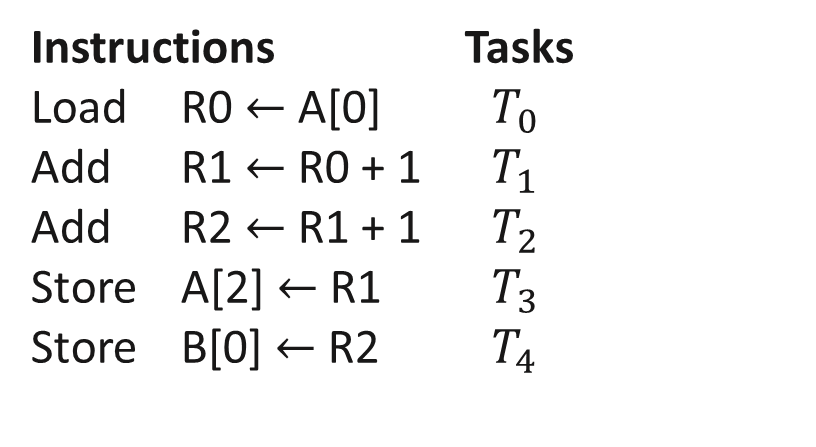 Instructions Tasks
Load R0 ← A[0] T₀
Add R1 ← R0 + 1 T₁
Add R2 ← R1 + 1 T₂
Store A[2] ← R1 T₃
Store B[0] ← R2 T₄